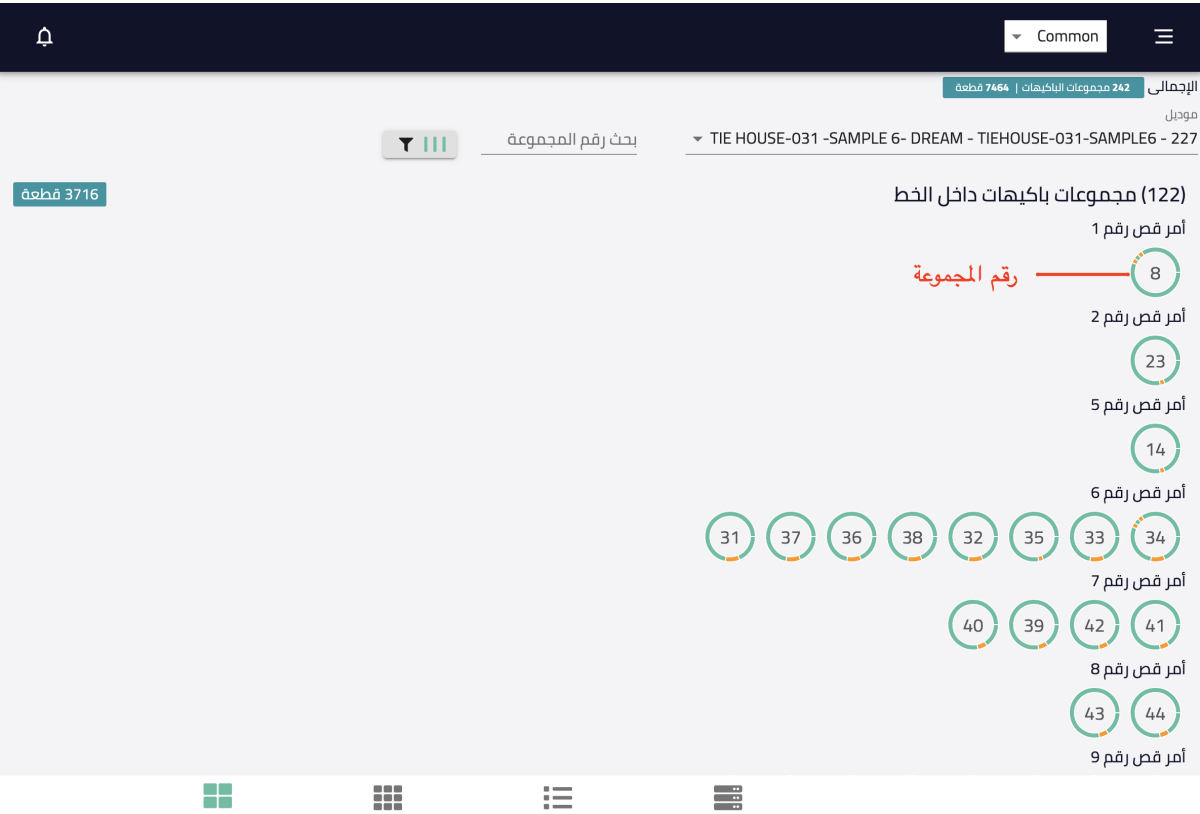 Common
الإجمالى 242 مجموعات الباكيهات | 7464 قطعة
موديل
TIE HOUSE-031 -SAMPLE 6- DREAM - TIEHOUSE-031-SAMPLE6 - 227
بحث رقم المجموعة
(122) مجموعات باكيهات داخل الخط
3716 قطعة
أمر قص رقم 1
8
رقم المجموعة
أمر قص رقم 2
23
أمر قص رقم 5
14
أمر قص رقم 6
34 33 35 32 38 36 37 31
أمر قص رقم 7
41 42 39 40
أمر قص رقم 8
44 43
أمر قص رقم 9